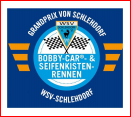 GRANDPRIX VON SCHLEHDORF
WSV
BOBBY-CAR®- &
SEIFENKISTEN-
RENNEN
WSV-SCHLEHDORF